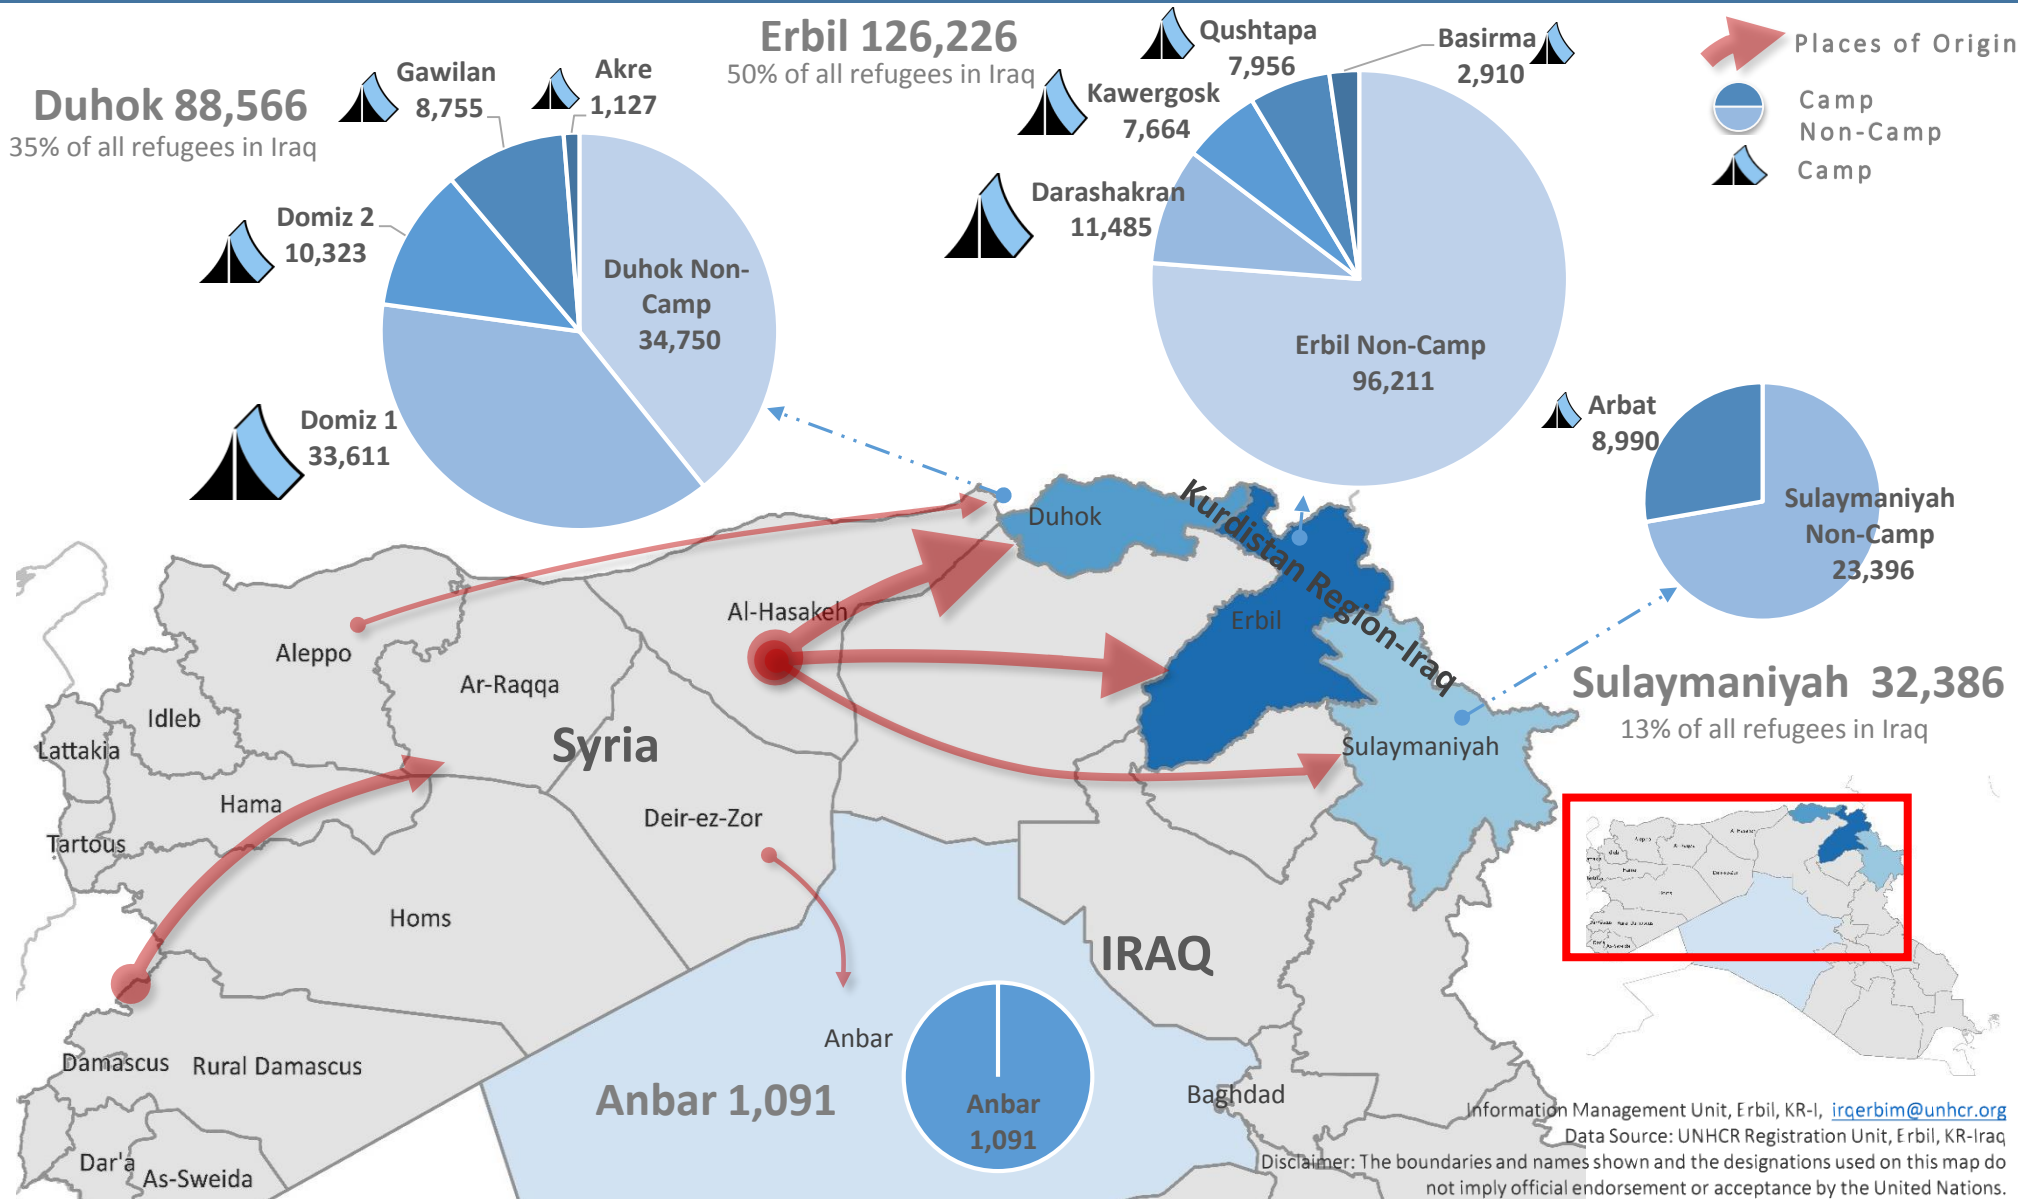 Erbil 126,226
50% of all refugees in Iraq
Duhok 88,566
35% of all refugees in Iraq
Gawilan
8,755
Akre
1,127
Domiz 2
10,323
Domiz 1
33,611
Duhok Non-
Camp
34,750
Qushtapa
7,956
Basirma
2,910
Kawergosk
7,664
Darashakran
11,485
Erbil Non-Camp
96,211
Places of Origin
Camp
Non-Camp
Camp
Arbat
8,990
Sulaymaniyah
Non-Camp
23,396
Sulaymaniyah 32,386
13% of all refugees in Iraq
Kurdistan Region-Iraq
Duhok
Erbil
Sulaymaniyah
Al-Hasakeh
Aleppo
Ar-Raqqa
Idleb
Lattakia
Syria
Hama
Deir-ez-Zor
Tartous
Homs
IRAQ
Anbar
Anbar 1,091
Anbar
1,091
Damascus
Rural Damascus
Baghdad
Dar'a
As-Sweida
Information Management Unit, Erbil, KR-I, irqerbim@unhcr.org
Data Source: UNHCR Registration Unit, Erbil, KR-Iraq
Disclaimer: The boundaries and names shown and the designations used on this map do
not imply official endorsement or acceptance by the United Nations.